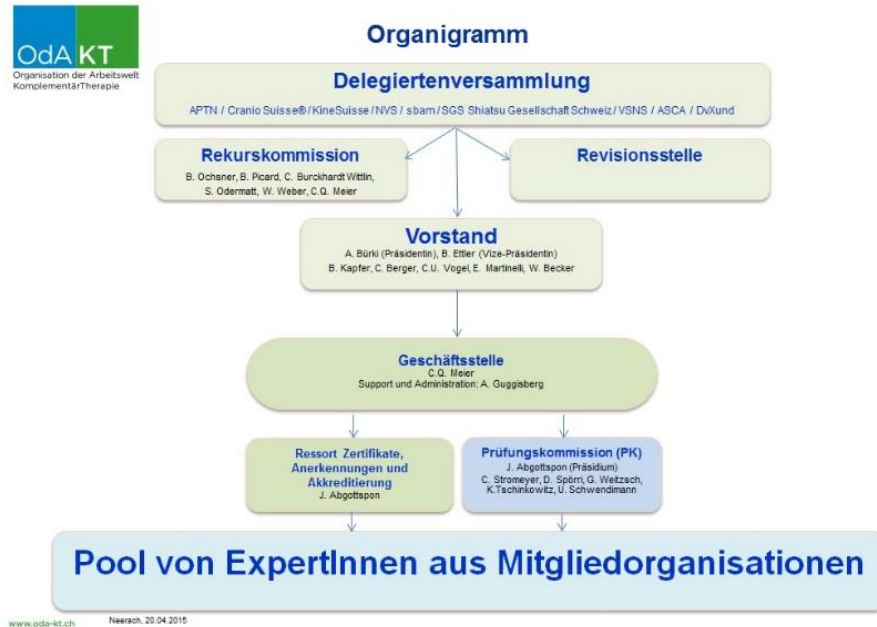 OdA KT
Organisation der Arbeitswelt
KomplementärTherapie
Organigramm
Delegiertenversammlung
APTN / Cranio Suisse® / KineSuisse / NVS / sbam / SGS Shiatsu Gesellschaft Schweiz / VSNS / ASCA / DvXund
Rekurskommission
B. Ochsner, B. Picard, C. Burckhardt Wittlin,
S. Odermatt, W. Weber, C.Q. Meier
Revisionsstelle
Vorstand
A. Bürki (Präsidentin), B. Ettler (Vize-Präsidentin)
B. Kapfer, C. Berger, C.U. Vogel, E. Martinelli, W. Becker
Geschäftsstelle
C.Q. Meier
Support und Administration: A. Guggisberg
Ressort Zertifikate,
Anerkennungen und
Akkreditierung
J. Abgottspon
Prüfungskommission (PK)
J. Abgottspon (Präsidium)
C. Stromeyer, D. Spörri, G. Weitzsch,
K.Tschinkowitz, U. Schwendimann
Pool von ExpertInnen aus Mitgliedorganisationen
www.oda-kt.ch
Neerach, 20.04.2015